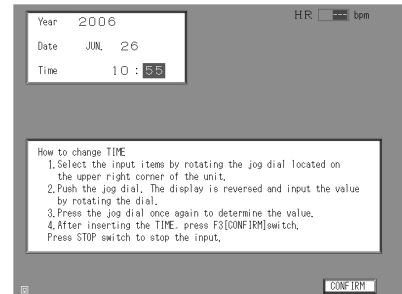 Year 2006
HR --- bpm
Date JUN. 26
Time 10 : 55
How to change TIME
1.Select the input items by rotating the jog dial located on
the upper right corner of the unit.
2.Push the jog dial. The display is reversed and input the value
by rotating the dial.
3.Press the jog dial once again to determine the value.
4.After inserting the TIME. press F3[CONFIRM]switch.
Press STOP switch to stop the input.
CONFIRM